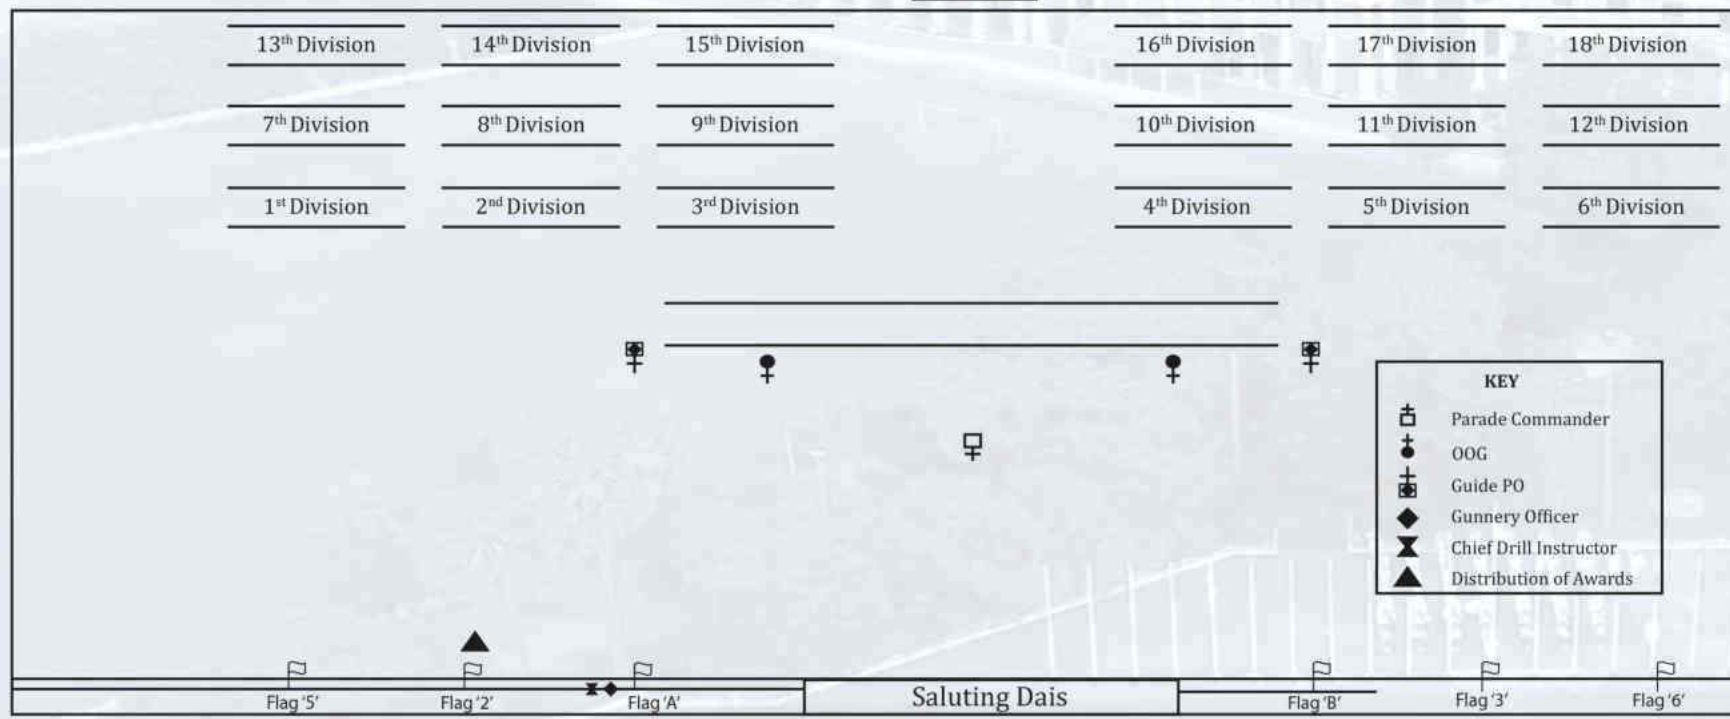 13th Division 14th Division 15th Division 16th Division 17th Division 18th Division
7th Division 8th Division 9th Division 10th Division 11th Division 12th Division
1st Division 2nd Division 3rd Division 4th Division 5th Division 6th Division
KEY
Parade Commander
OOG
Guide PO
Gunnery Officer
Chief Drill Instructor
Distribution of Awards
Flag '5' Flag '2' Flag 'A' Saluting Dais Flag 'B' Flag '3' Flag '6'